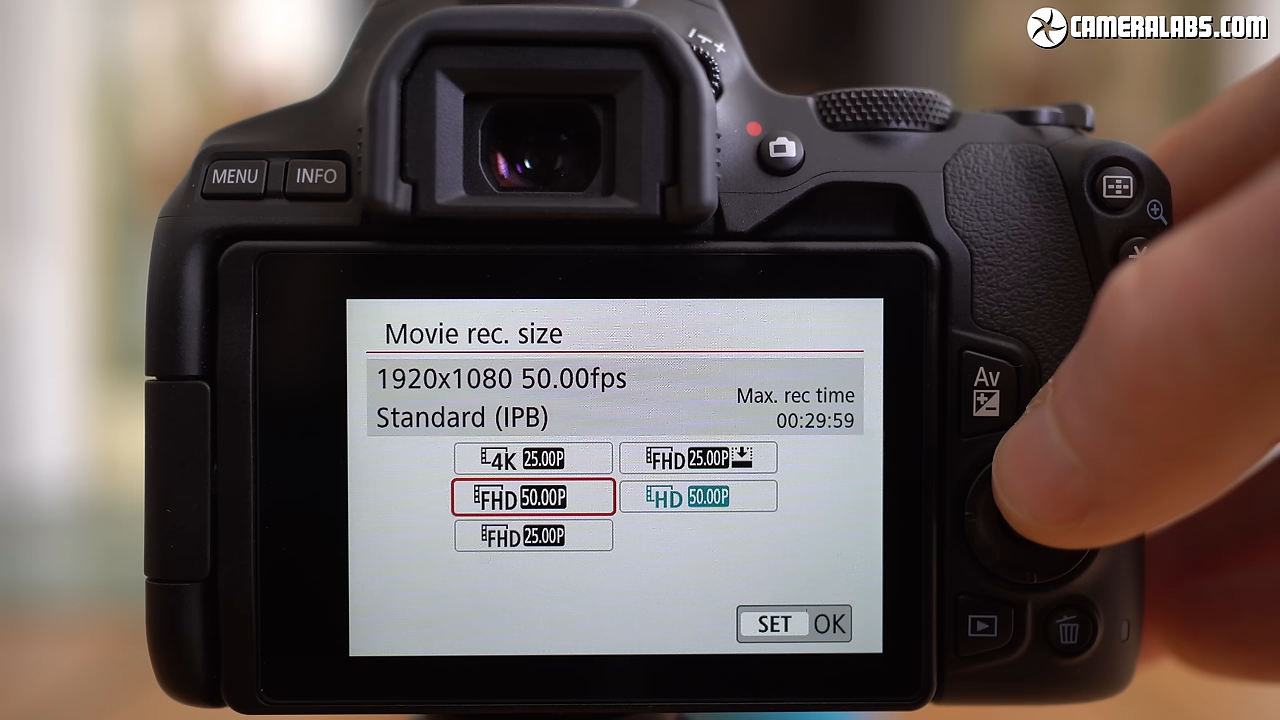 CAMERALABS.COM
MENU
INFO
Movie rec. size
1920x1080 50.00fps
Standard (IPB)
Max. rec time
00:29:59
4K 25.00P
FHD 25.00P
FHD 50.00P
HD 50.00P
FHD 25.00P
SET OK
Av